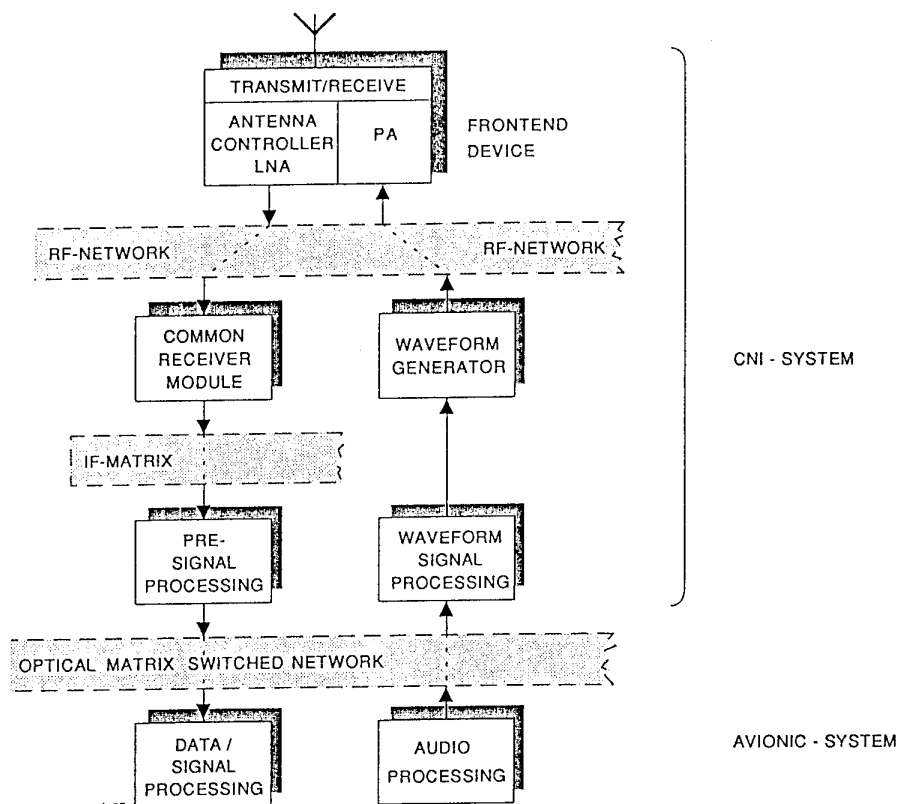 TRANSMIT/RECEIVE
ANTENNA
CONTROLLER
LNA
PA
FRONTEND
DEVICE
RF-NETWORK
RF-NETWORK
COMMON
RECEIVER
MODULE
WAVEFORM
GENERATOR
CNI - SYSTEM
IF-MATRIX
PRE-
SIGNAL
PROCESSING
WAVEFORM
SIGNAL
PROCESSING
OPTICAL MATRIX SWITCHED NETWORK
DATA /
SIGNAL
PROCESSING
AUDIO
PROCESSING
AVIONIC - SYSTEM